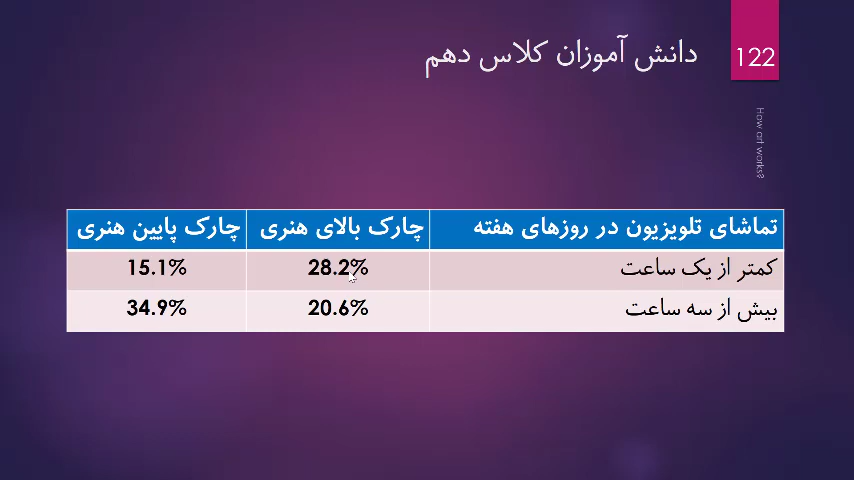 دانش آموزان کلاس دهم
122
How art works?
تماشای تلویزیون در روزهای هفته چارک بالای هنری چارک پایین هنری
کمتر از یک ساعت 28.2% 15.1%
بیش از سه ساعت 20.6% 34.9%